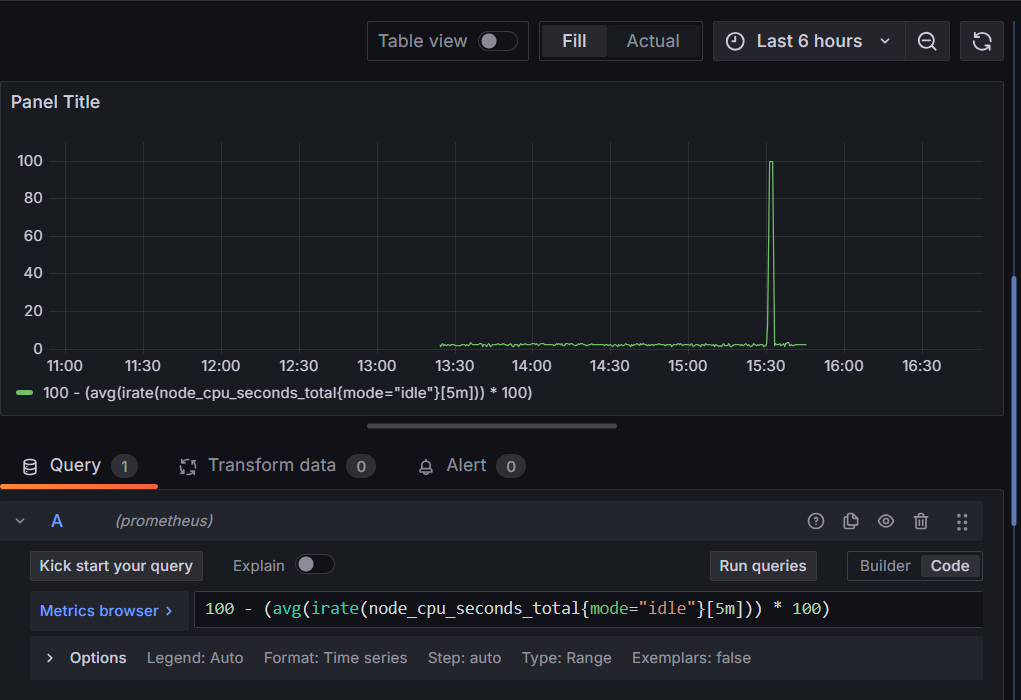 Table view Fill Actual Last 6 hours
Panel Title
100
80
60
40
20
0
11:00 11:30 12:00 12:30 13:00 13:30 14:00 14:30 15:00 15:30 16:00 16:30
100 - (avg(irate(node_cpu_seconds_total{mode="idle"}[5m])) * 100)
Query 1 Transform data 0 Alert 0
A (prometheus)
Kick start your query Explain Run queries Builder Code
Metrics browser > 100 - (avg(irate(node_cpu_seconds_total{mode="idle"}[5m])) * 100)
> Options Legend: Auto Format: Time series Step: auto Type: Range Exemplars: false